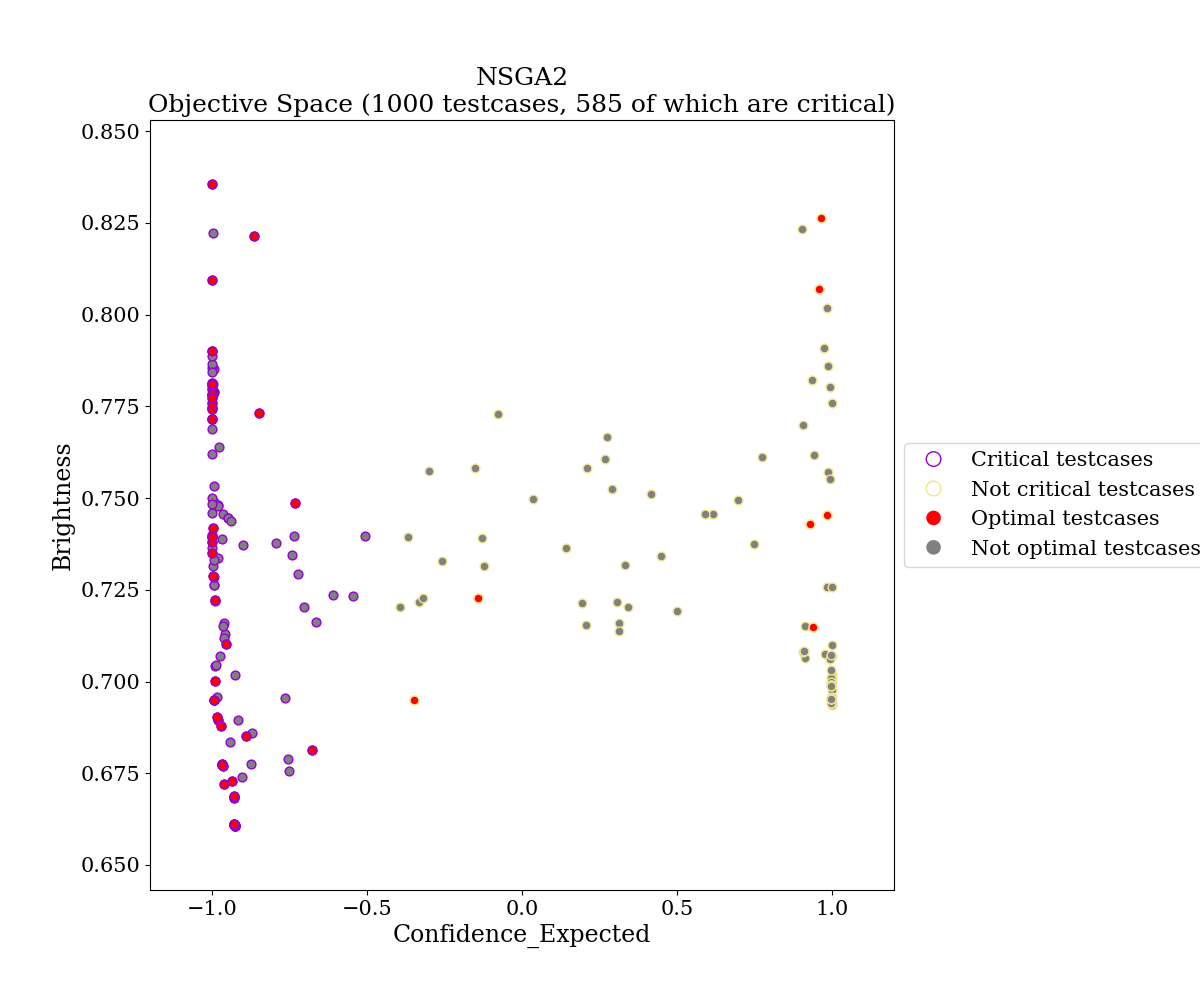 NSGA2
Objective Space (1000 testcases, 585 of which are critical)
0.850
0.825
0.800
0.775
0.750
0.725
0.700
0.675
0.650
Brightness
−1.0
−0.5
0.0
0.5
1.0
Confidence_Expected
Critical testcases
Not critical testcases
Optimal testcases
Not optimal testcases